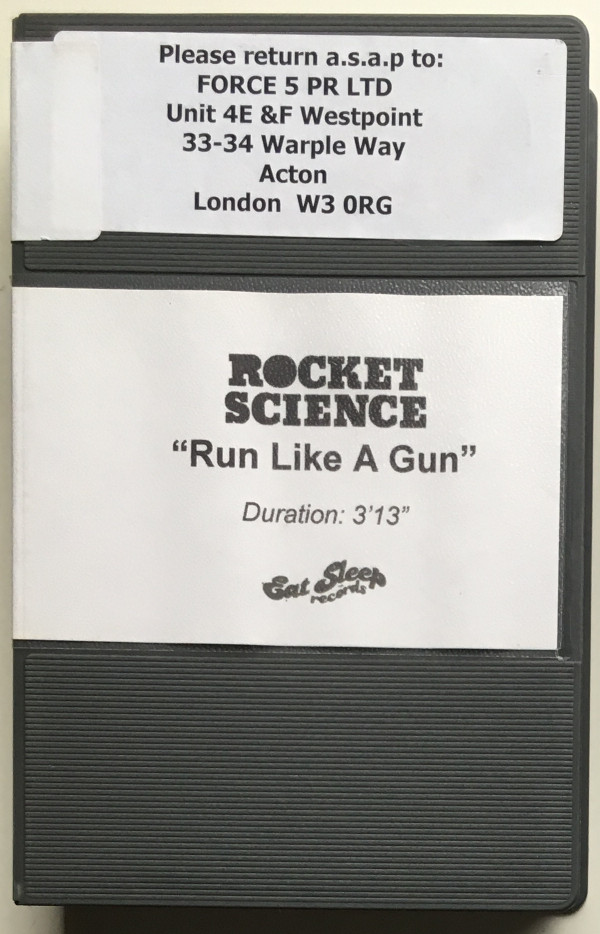 Please return a.s.a.p to:
FORCE 5 PR LTD
Unit 4E &F Westpoint
33-34 Warple Way
Acton
London W3 0RG
ROCKET
SCIENCE
“Run Like A Gun”
Duration: 3’13”
Eat Sleep
records